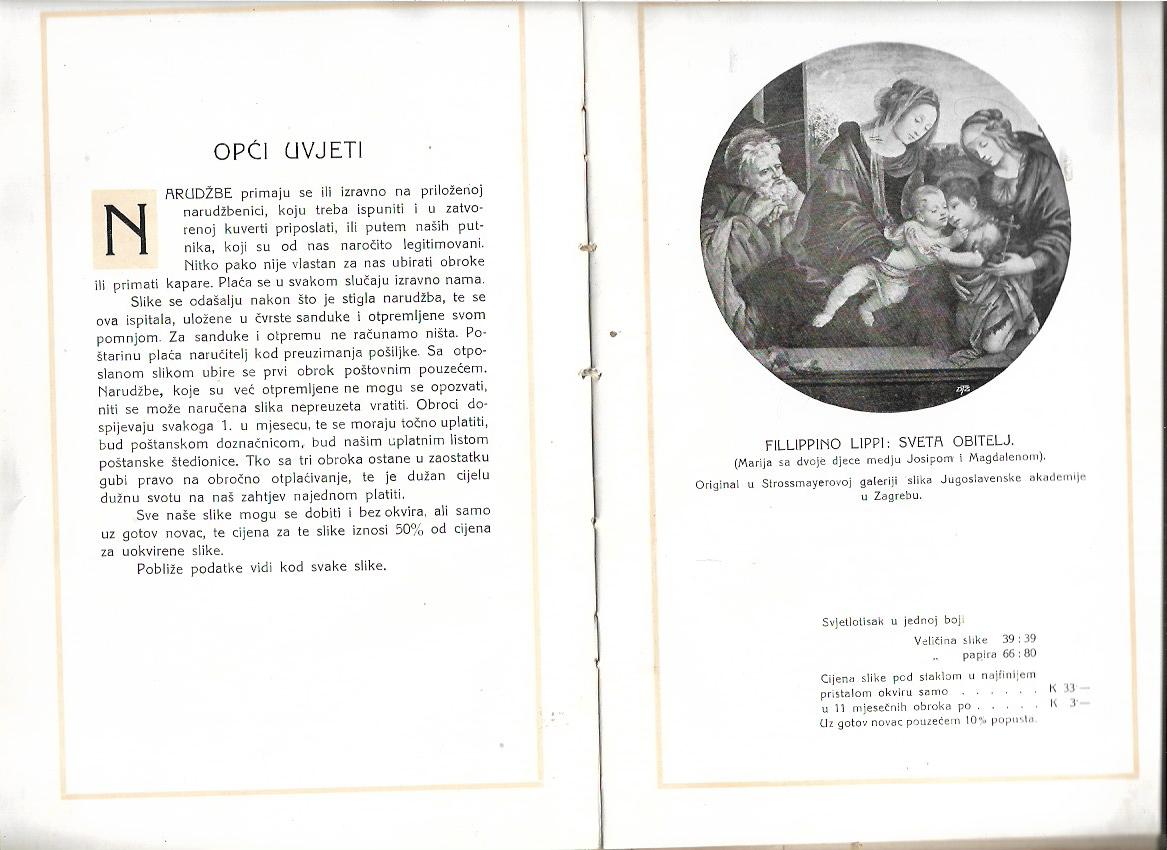 OPĆI UVJETI
NARUDŽBE primaju se ili izravno na priloženoj
narudžbenici, koju treba ispuniti i u zatvo-
renoj kuverti priposlati, ili putem naših put-
nika, koji su od nas naročito legitimovani.
Nitko pako nije vlastan za nas ubirati obroke
ili primati kapare. Plaća se u svakom slučaju izravno nama.
Slike se odašalju nakon što je stigla narudžba, te se
ova ispitala, uložene u čvrste sanduke i otpremljene svom
pomnjom. Za sanduke i otpremu ne računamo ništa. Po-
štarinu plaća naručitelj kod preuzimanja pošiljke. Sa otpo-
slanom slikom ubire se prvi obrok poštovnim pouzećem.
Narudžbe, koje su već otpremljene ne mogu se opozvati,
niti se može naručena slika nepreuzeta vratiti. Obroci do-
spijevaju svakoga 1. u mjesecu, te se moraju točno uplatiti,
bud poštanskom doznačnicom, bud našim uplatnim listom
poštanske štedionice. Tko sa tri obroka ostane u zaostatku
gubi pravo na obročno otplaćivanje, te je dužan cijelu
dužnu svotu na naš zahtjev najednom platiti.
Sve naše slike mogu se dobiti i bez okvira, ali samo
uz gotov novac, te cijena za te slike iznosi 50% od cijena
za uokvirene slike.
Pobliže podatke vidi kod svake slike.
FILLIPPINO LIPPI: SVETA OBITELJ.
(Marija sa dvoje djece medju Josipom i Magdalenom).
Original u Strossmayerovoj galeriji slika Jugoslavenske akademije
u Zagrebu.
Svjetlotisak u jednoj boji
Veličina slike 39 : 39
„ papira 66 : 80
Cijena slike pod staklom u najfinijem
pristalom okviru samo . . . . . . K 33·—
u 11 mjesečnih obroka po . . . . . K 3·—
Uz gotov novac pouzećem 10% popusta.